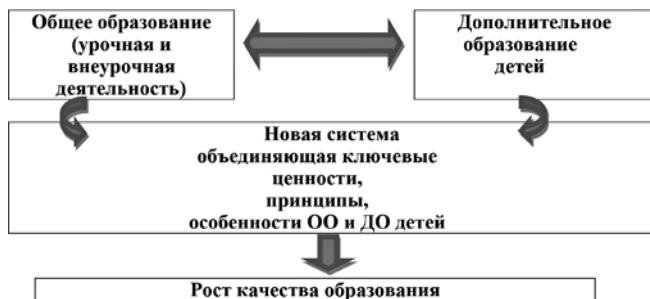 Общее образование
(урочная и
внеурочная
деятельность)
Дополнительное
образование
детей
Новая система
объединяющая ключевые
ценности,
принципы,
особенности ОО и ДО детей
Рост качества образования